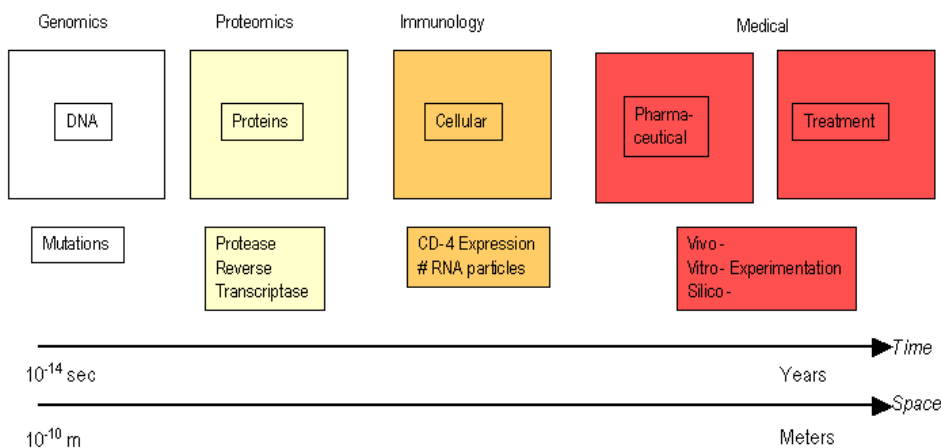 Genomics
Proteomics
Immunology
Medical
DNA
Proteins
Cellular
Pharma-
ceutical
Treatment
Mutations
Protease
Reverse
Transcriptase
CD-4 Expression
# RNA particles
Vivo -
Vitro - Experimentation
Silico -
Time
10⁻¹⁴ sec
Years
Space
10⁻¹⁰ m
Meters